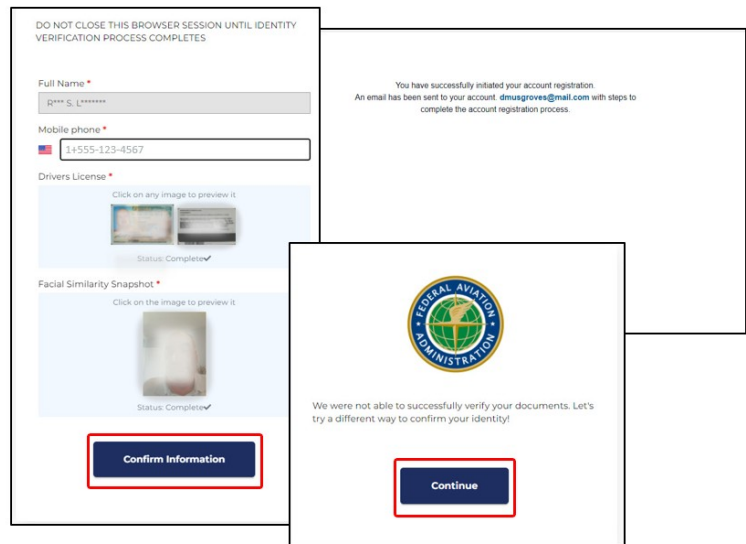 DO NOT CLOSE THIS BROWSER SESSION UNTIL IDENTITY
VERIFICATION PROCESS COMPLETES
Full Name *
R*** S. L*******
Mobile phone *
1+555-123-4567
Drivers License *
Click on any image to preview it
Status: Complete✔
Facial Similarity Snapshot *
Click on the image to preview it
Status: Complete✔
Confirm Information
You have successfully initiated your account registration.
An email has been sent to your account. dmusgroves@mail.com with steps to
complete the account registration process.
FEDERAL AVIATION
ADMINISTRATION
We were not able to successfully verify your documents. Let's
try a different way to confirm your identity!
Continue